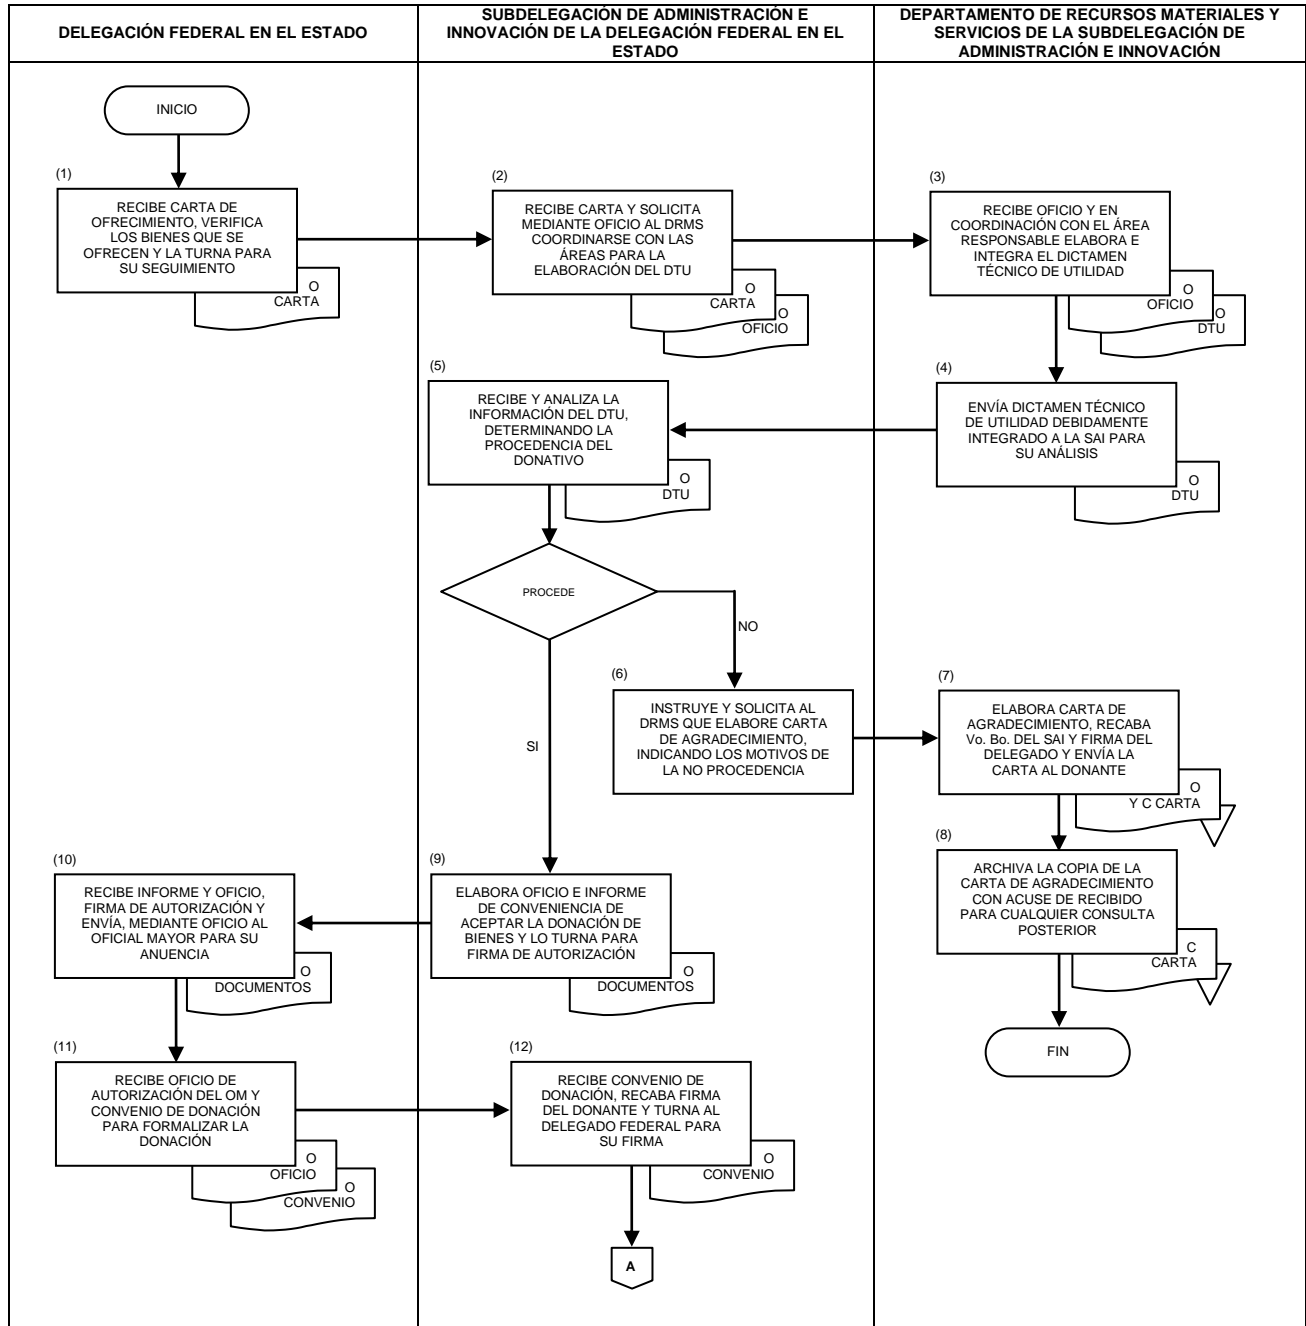 DELEGACIÓN FEDERAL EN EL ESTADO
SUBDELEGACIÓN DE ADMINISTRACIÓN E
INNOVACIÓN DE LA DELEGACIÓN FEDERAL EN EL
ESTADO
DEPARTAMENTO DE RECURSOS MATERIALES Y
SERVICIOS DE LA SUBDELEGACIÓN DE
ADMINISTRACIÓN E INNOVACIÓN
INICIO
(1)
RECIBE CARTA DE
OFRECIMIENTO, VERIFICA
LOS BIENES QUE SE
OFRECEN Y LA TURNA PARA
SU SEGUIMIENTO
O
CARTA
(2)
RECIBE CARTA Y SOLICITA
MEDIANTE OFICIO AL DRMS
COORDINARSE CON LAS
ÁREAS PARA LA
ELABORACIÓN DEL DTU
O
CARTA
O
OFICIO
(3)
RECIBE OFICIO Y EN
COORDINACIÓN CON EL ÁREA
RESPONSABLE ELABORA E
INTEGRA EL DICTAMEN
TÉCNICO DE UTILIDAD
O
OFICIO
O
DTU
(4)
ENVÍA DICTAMEN TÉCNICO
DE UTILIDAD DEBIDAMENTE
INTEGRADO A LA SAI PARA
SU ANÁLISIS
O
DTU
(5)
RECIBE Y ANALIZA LA
INFORMACIÓN DEL DTU,
DETERMINANDO LA
PROCEDENCIA DEL
DONATIVO
O
DTU
PROCEDE
NO
SI
(6)
INSTRUYE Y SOLICITA AL
DRMS QUE ELABORE CARTA
DE AGRADECIMIENTO,
INDICANDO LOS MOTIVOS DE
LA NO PROCEDENCIA
(7)
ELABORA CARTA DE
AGRADECIMIENTO, RECABA
Vo. Bo. DEL SAI Y FIRMA DEL
DELEGADO Y ENVÍA LA
CARTA AL DONANTE
O
Y C CARTA
(8)
ARCHIVA LA COPIA DE LA
CARTA DE AGRADECIMIENTO
CON ACUSE DE RECIBIDO
PARA CUALQUIER CONSULTA
POSTERIOR
C
CARTA
FIN
(9)
ELABORA OFICIO E INFORME
DE CONVENIENCIA DE
ACEPTAR LA DONACIÓN DE
BIENES Y LO TURNA PARA
FIRMA DE AUTORIZACIÓN
O
DOCUMENTOS
(10)
RECIBE INFORME Y OFICIO,
FIRMA DE AUTORIZACIÓN Y
ENVÍA, MEDIANTE OFICIO AL
OFICIAL MAYOR PARA SU
ANUENCIA
O
DOCUMENTOS
(11)
RECIBE OFICIO DE
AUTORIZACIÓN DEL OM Y
CONVENIO DE DONACIÓN
PARA FORMALIZAR LA
DONACIÓN
O
OFICIO
O
CONVENIO
(12)
RECIBE CONVENIO DE
DONACIÓN, RECABA FIRMA
DEL DONANTE Y TURNA AL
DELEGADO FEDERAL PARA
SU FIRMA
O
CONVENIO
A